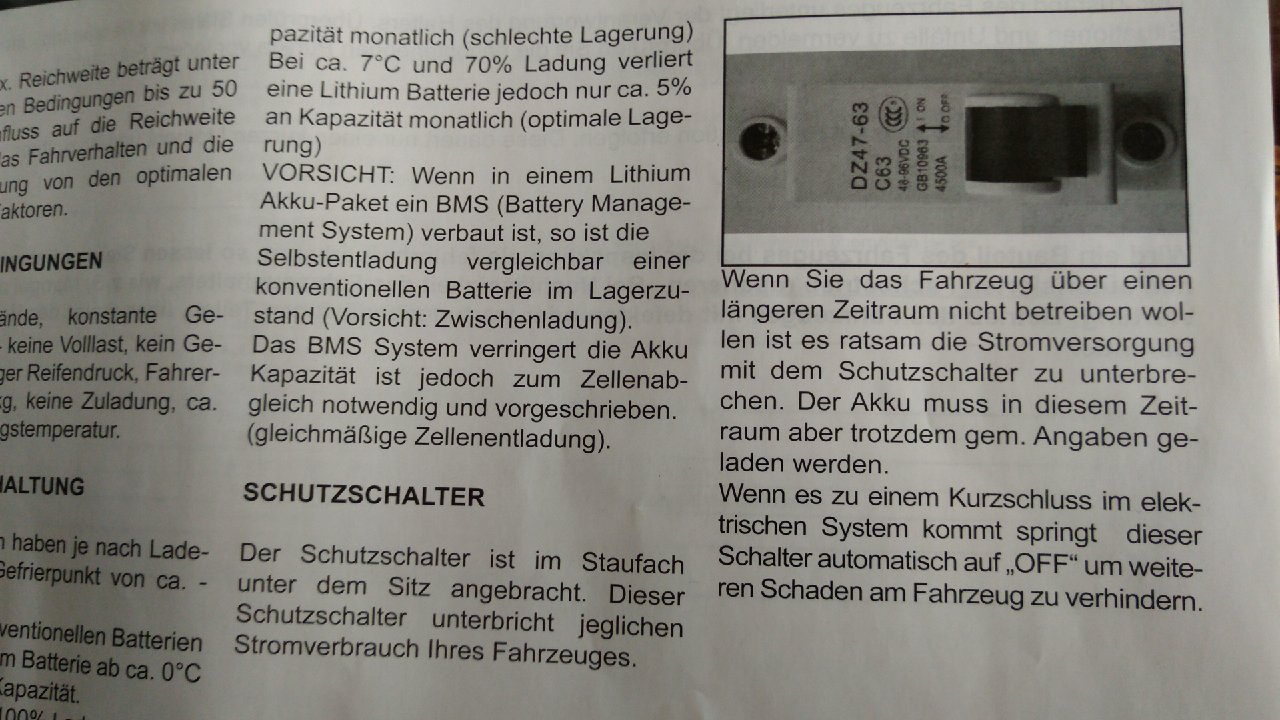 x. Reichweite beträgt unter
en Bedingungen bis zu 50
nfluss auf die Reichweite
das Fahrverhalten und die
ung von den optimalen
aktoren.
INGUNGEN
ände, konstante Ge-
- keine Volllast, kein Ge-
ger Reifendruck, Fahrer-
kg, keine Zuladung, ca.
gstemperatur.
HALTUNG
n haben je nach Lade-
Gefrierpunkt von ca. -
ventionellen Batterien
m Batterie ab ca. 0°C
Kapazität.
pazität monatlich (schlechte Lagerung)
Bei ca. 7°C und 70% Ladung verliert
eine Lithium Batterie jedoch nur ca. 5%
an Kapazität monatlich (optimale Lage-
rung)
VORSICHT: Wenn in einem Lithium
Akku-Paket ein BMS (Battery Manage-
ment System) verbaut ist, so ist die
Selbstentladung vergleichbar einer
konventionellen Batterie im Lagerzu-
stand (Vorsicht: Zwischenladung).
Das BMS System verringert die Akku
Kapazität ist jedoch zum Zellenab-
gleich notwendig und vorgeschrieben.
(gleichmäßige Zellenentladung).
SCHUTZSCHALTER
Der Schutzschalter ist im Staufach
unter dem Sitz angebracht. Dieser
Schutzschalter unterbricht jeglichen
Stromverbrauch Ihres Fahrzeuges.
DZ47-63
C63
48-96VDC
GB10963
4500A
I ON
O OFF
Wenn Sie das Fahrzeug über einen
längeren Zeitraum nicht betreiben wol-
len ist es ratsam die Stromversorgung
mit dem Schutzschalter zu unterbre-
chen. Der Akku muss in diesem Zeit-
raum aber trotzdem gem. Angaben ge-
laden werden.
Wenn es zu einem Kurzschluss im elek-
trischen System kommt springt dieser
Schalter automatisch auf „OFF“ um weite-
ren Schaden am Fahrzeug zu verhindern.